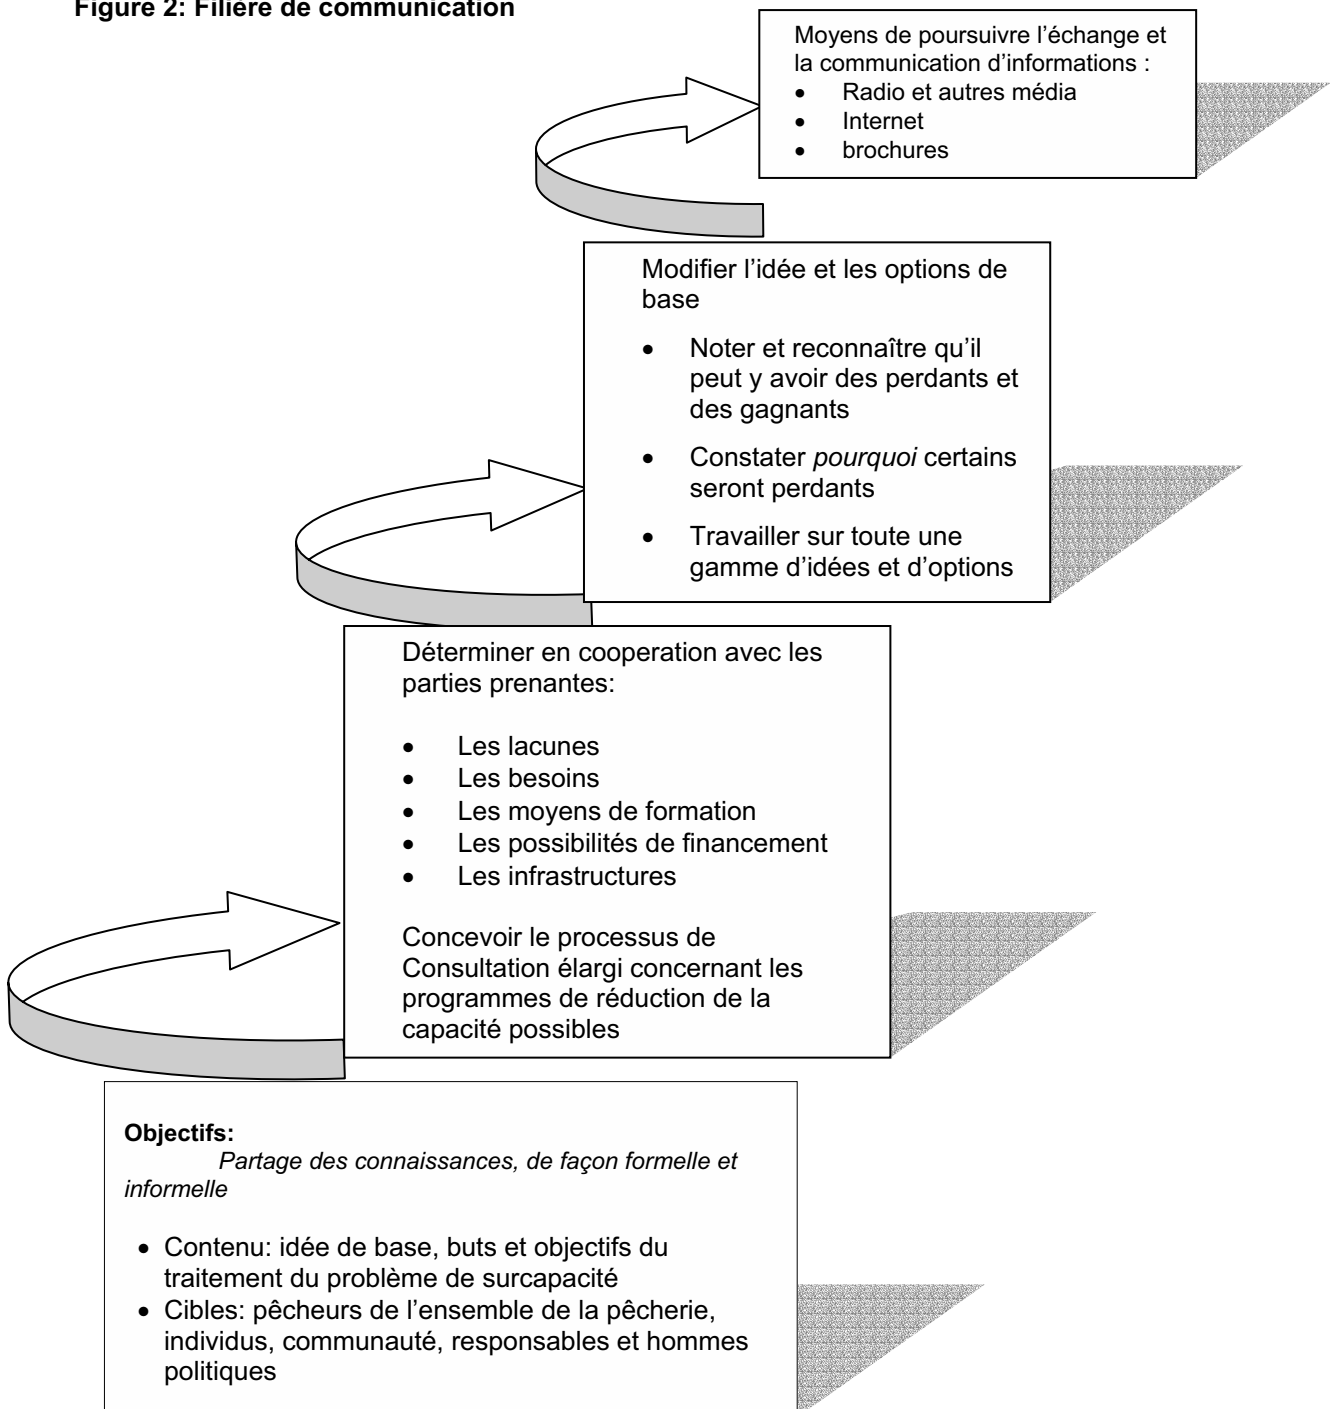 Figure 2: Filière de communication
Moyens de poursuivre l’échange et
la communication d’informations :
• Radio et autres média
• Internet
• brochures
Modifier l’idée et les options de
base
• Noter et reconnaître qu’il
peut y avoir des perdants et
des gagnants
• Constater pourquoi certains
seront perdants
• Travailler sur toute une
gamme d’idées et d’options
Déterminer en cooperation avec les
parties prenantes:
• Les lacunes
• Les besoins
• Les moyens de formation
• Les possibilités de financement
• Les infrastructures
Concevoir le processus de
Consultation élargi concernant les
programmes de réduction de la
capacité possibles
Objectifs:
Partage des connaissances, de façon formelle et
informelle
• Contenu: idée de base, buts et objectifs du
traitement du problème de surcapacité
• Cibles: pêcheurs de l’ensemble de la pêcherie,
individus, communauté, responsables et hommes
politiques